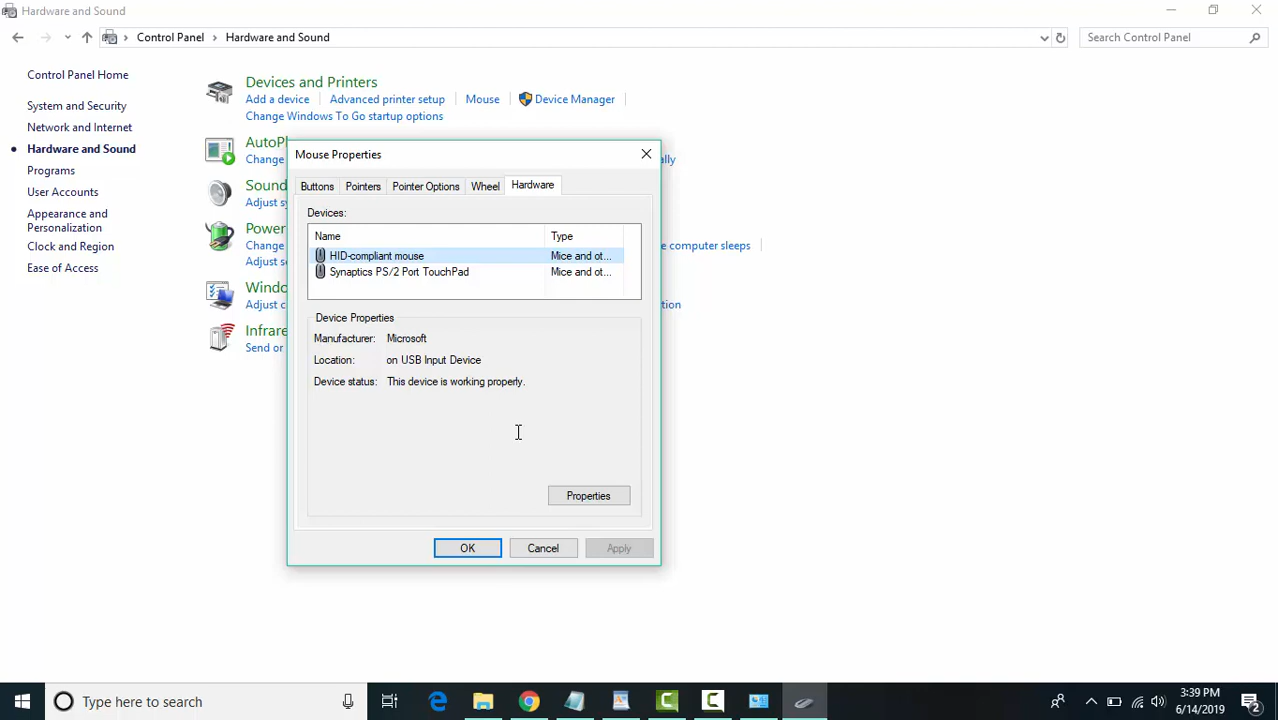 Hardware and Sound
Control Panel Hardware and Sound
Search Control Panel
Control Panel Home
System and Security
Network and Internet
Hardware and Sound
Programs
User Accounts
Appearance and
Personalization
Clock and Region
Ease of Access
Devices and Printers
Add a device Advanced printer setup Mouse Device Manager
Change Windows To Go startup options
AutoPl
Change
ally
Sound
Adjust sy
Power
Change
e computer sleeps
Adjust se
Windo
Adjust c
tion
Infrare
Send or
Mouse Properties
Buttons Pointers Pointer Options Wheel Hardware
Devices:
Name Type
HID-compliant mouse Mice and ot...
Synaptics PS/2 Port TouchPad Mice and ot...
Device Properties
Manufacturer: Microsoft
Location: on USB Input Device
Device status: This device is working properly.
Properties
OK Cancel Apply
Type here to search
3:39 PM
6/14/2019
2